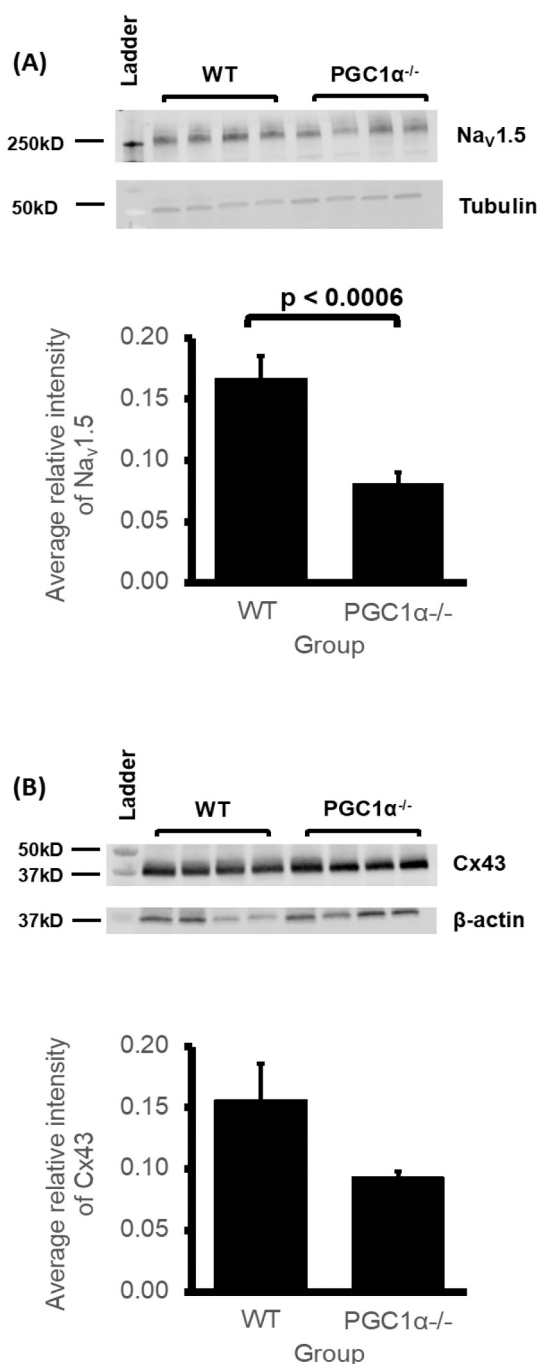 (A)
Ladder
WT
PGC1α⁻/⁻
250kD
Naᵥ1.5
50kD
Tubulin
p < 0.0006
Average relative intensity
of Naᵥ1.5
0.20
0.15
0.10
0.05
0.00
WT
PGC1α-/-
Group
(B)
Ladder
WT
PGC1α⁻/⁻
50kD
37kD
Cx43
37kD
β-actin
Average relative intensity
of Cx43
0.20
0.15
0.10
0.05
0.00
WT
PGC1α-/-
Group